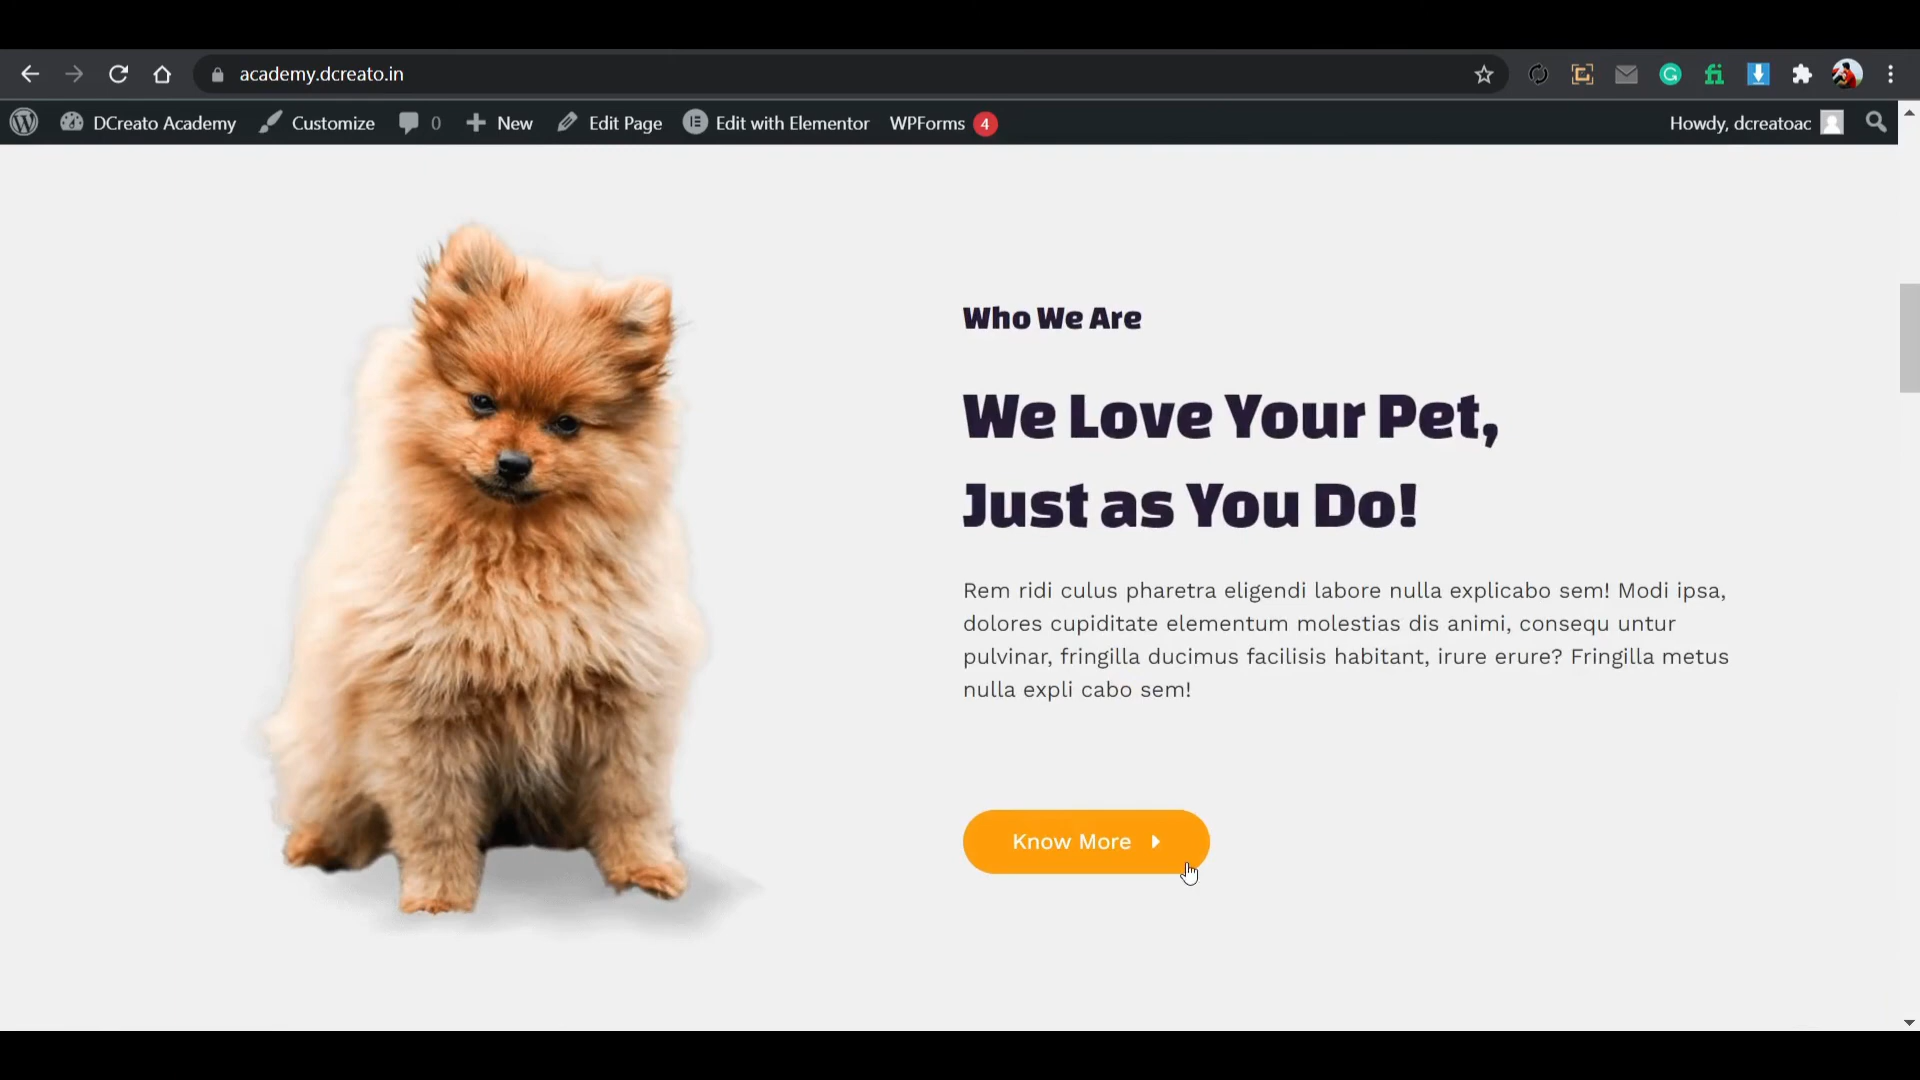 academy.dcreato.in
DCreato Academy Customize 0 New Edit Page Edit with Elementor WPForms 4 Howdy, dcreatoac
Who We Are
We Love Your Pet,
Just as You Do!
Rem ridi culus pharetra eligendi labore nulla explicabo sem! Modi ipsa,
dolores cupiditate elementum molestias dis animi, consequ untur
pulvinar, fringilla ducimus facilisis habitant, irure erure? Fringilla metus
nulla expli cabo sem!
Know More